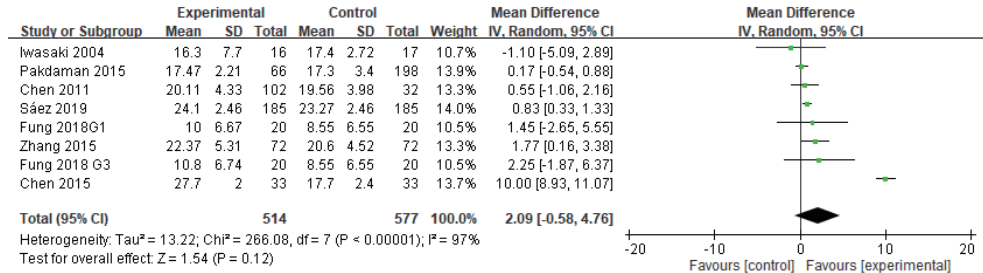 Experimental Control Mean Difference Mean Difference
Study or Subgroup Mean SD Total Mean SD Total Weight IV, Random, 95% CI IV, Random, 95% CI
Iwasaki 2004 16.3 7.7 16 17.4 2.72 17 10.7% -1.10 [-5.09, 2.89]
Pakdaman 2015 17.47 2.21 66 17.3 3.4 198 13.9% 0.17 [-0.54, 0.88]
Chen 2011 20.11 4.33 102 19.56 3.98 32 13.4% 0.55 [-1.06, 2.16]
Sáez 2019 24.1 2.46 185 23.27 2.46 185 14.0% 0.83 [0.33, 1.33]
Fung 2018G1 10 6.67 20 8.55 6.55 20 10.5% 1.45 [-2.65, 5.55]
Zhang 2015 22.37 5.31 72 20.6 4.52 72 13.4% 1.77 [0.16, 3.38]
Fung 2018 G3 10.8 6.74 20 8.55 6.55 20 10.5% 2.25 [-1.87, 6.37]
Chen 2015 27.7 2 33 17.7 2.4 33 13.7% 10.00 [8.93, 11.07]
Total (95% CI) 514 577 100.0% 2.09 [-0.58, 4.76]
Heterogeneity: Tau² = 13.22; Chi² = 266.08, df = 7 (P < 0.00001); I² = 97%
Test for overall effect: Z = 1.54 (P = 0.12)
-20 -10 0 10 20
Favours [control] Favours [experimental]